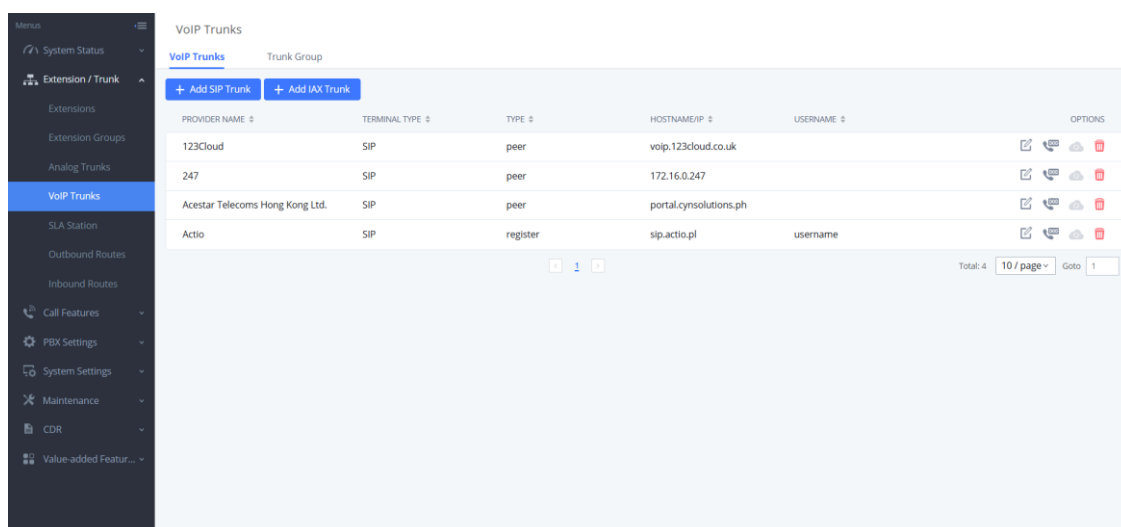 Menus
System Status
Extension / Trunk
Extensions
Extension Groups
Analog Trunks
VoIP Trunks
SLA Station
Outbound Routes
Inbound Routes
Call Features
PBX Settings
System Settings
Maintenance
CDR
Value-added Featur...
VoIP Trunks
VoIP Trunks Trunk Group
+ Add SIP Trunk + Add IAX Trunk
PROVIDER NAME TERMINAL TYPE TYPE HOSTNAME/IP USERNAME OPTIONS
123Cloud SIP peer voip.123cloud.co.uk
247 SIP peer 172.16.0.247
Acestar Telecoms Hong Kong Ltd. SIP peer portal.cynsolutions.ph
Actio SIP register sip.actio.pl username
< 1 > Total: 4 10 / page Goto 1